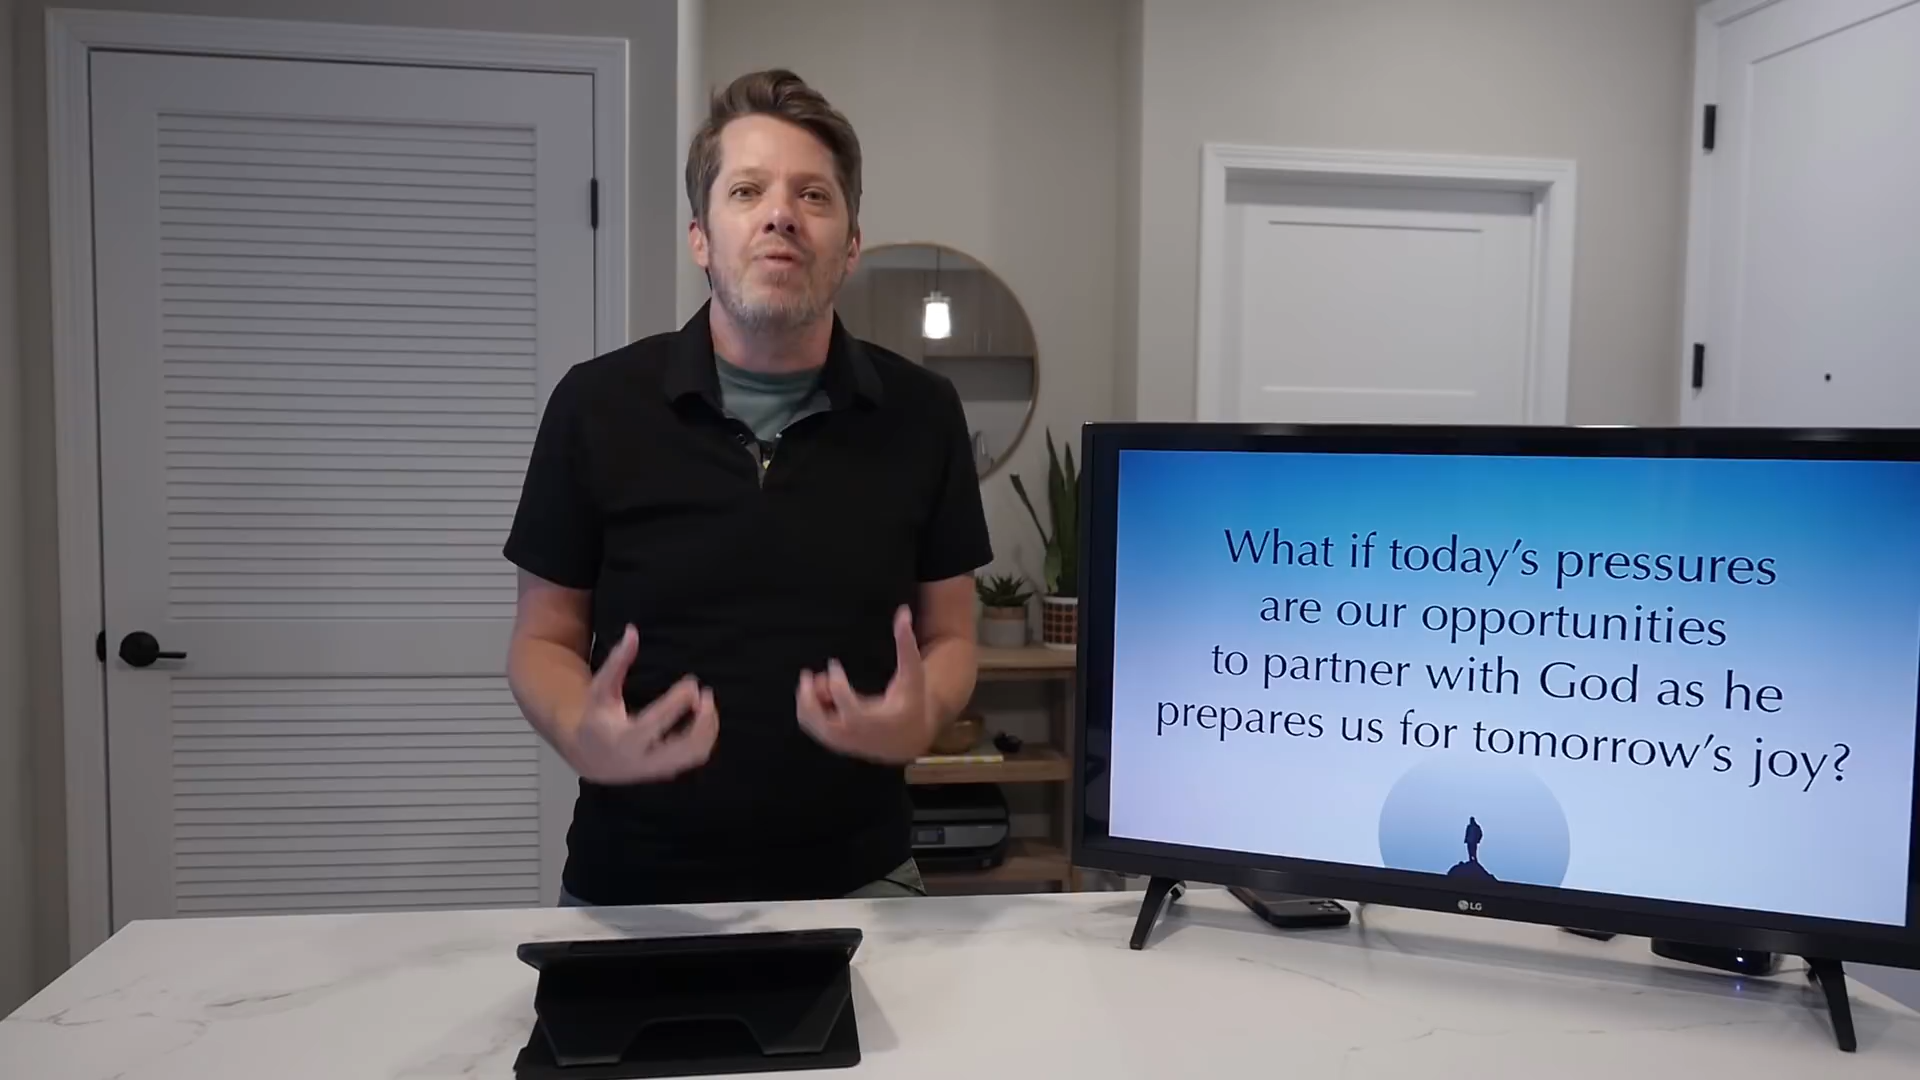 What if today's pressures
are our opportunities
to partner with God as he
prepares us for tomorrow's joy?
LG